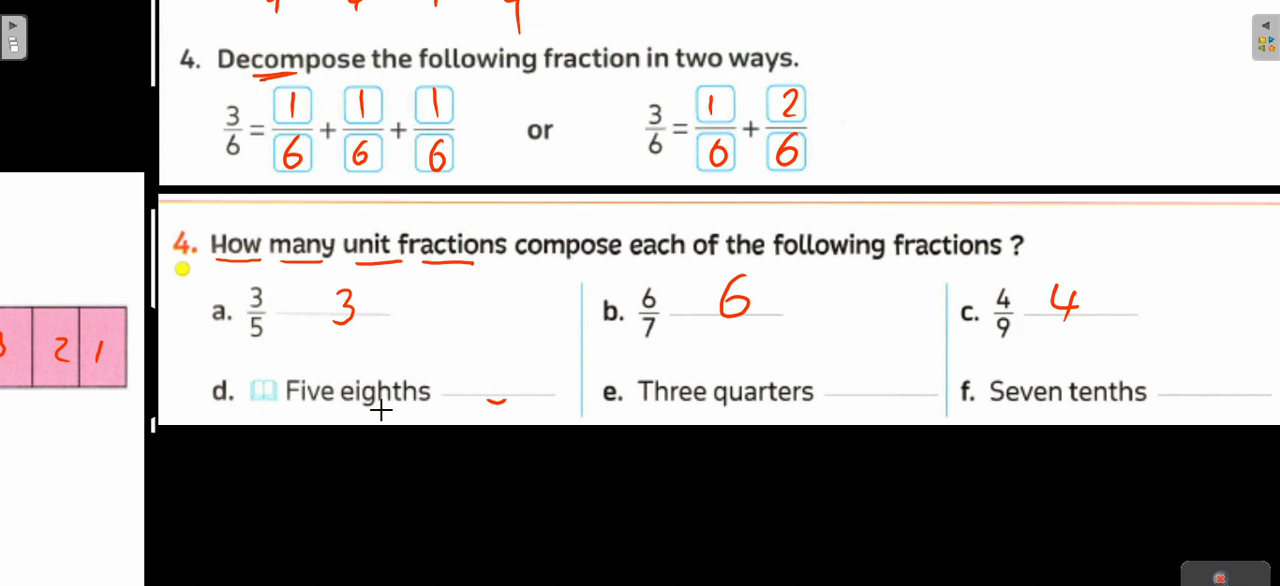 4. Decompose the following fraction in two ways.
3/6 = 1/6 + 1/6 + 1/6 or 3/6 = 1/6 + 2/6
4. How many unit fractions compose each of the following fractions ?
a. 3/5 3 b. 6/7 6 c. 4/9 4
d. Five eighths e. Three quarters f. Seven tenths
2 1